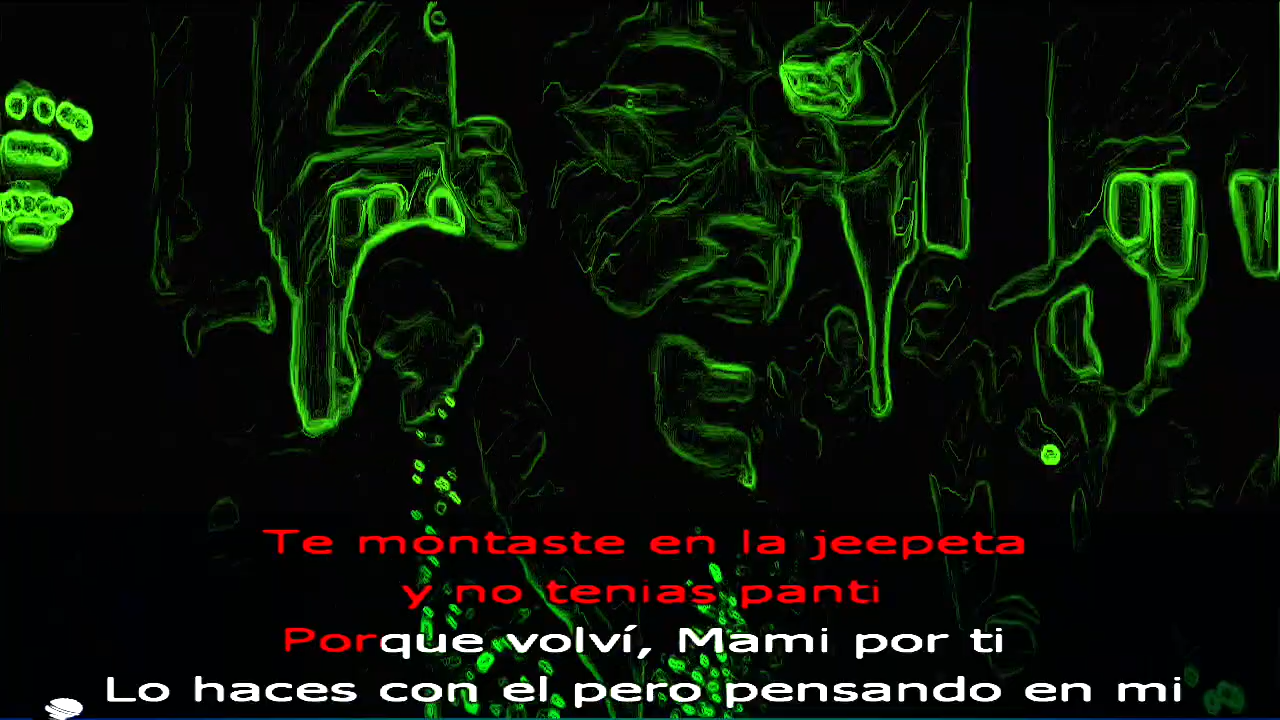 Te montaste en la jeepeta
y no tenias panti
Porque volví, Mami por ti
Lo haces con el pero pensando en mi